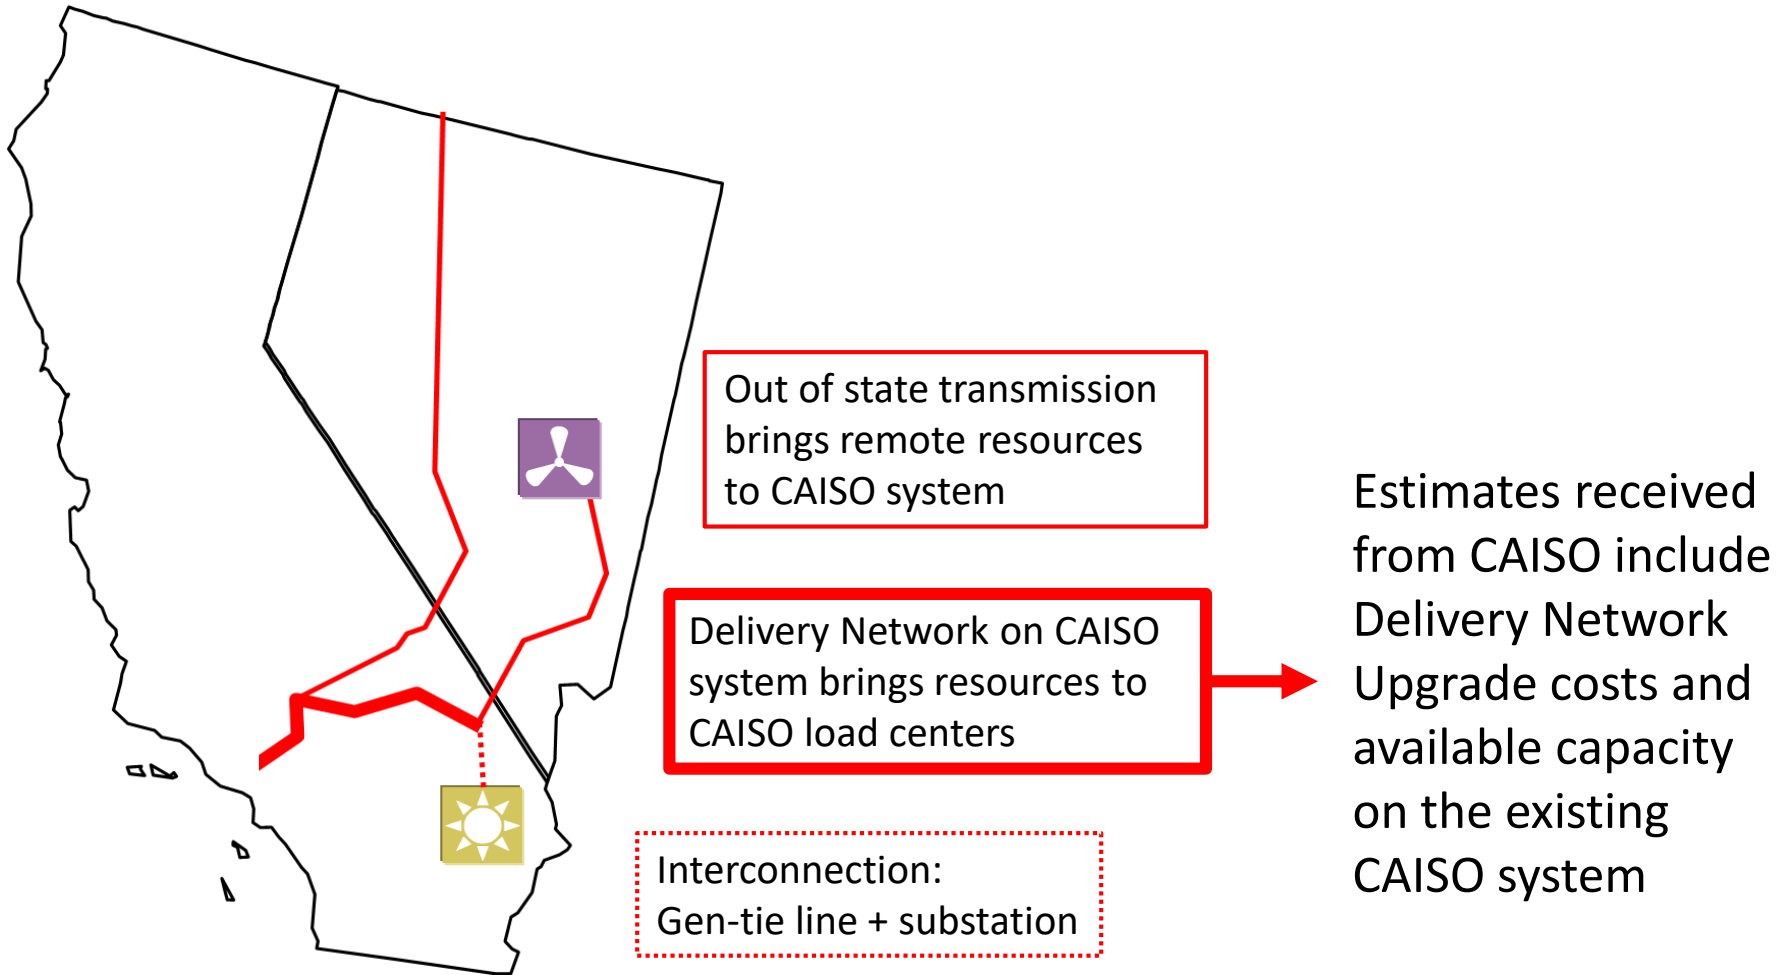 Out of state transmission
brings remote resources
to CAISO system
Delivery Network on CAISO
system brings resources to
CAISO load centers
Interconnection:
Gen-tie line + substation
Estimates received
from CAISO include
Delivery Network
Upgrade costs and
available capacity
on the existing
CAISO system